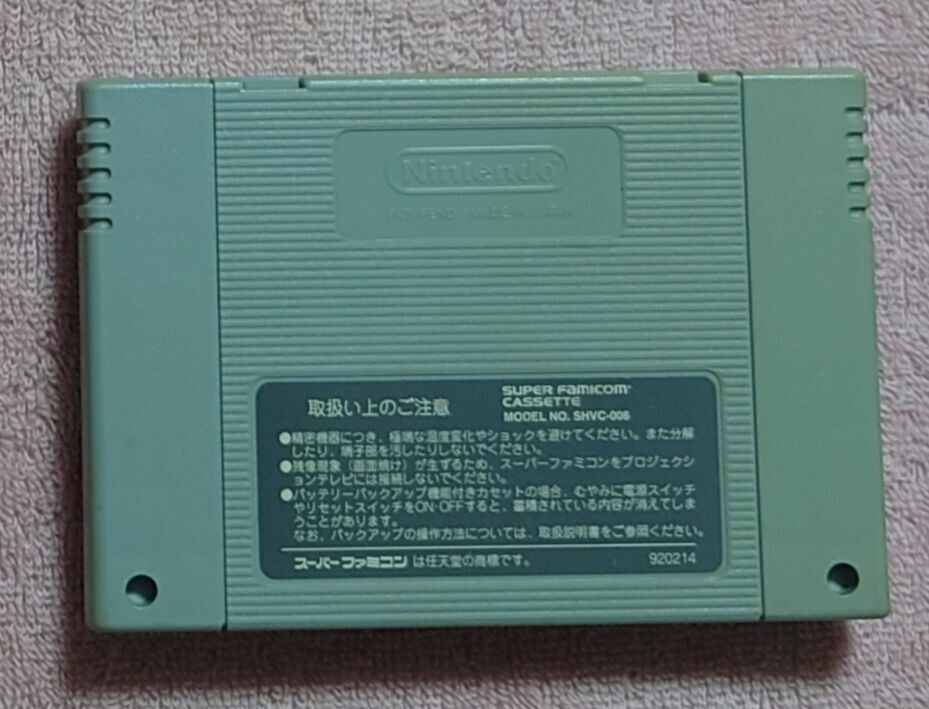 Nintendo
PAT. PEND. MADE IN JAPAN
取扱い上のご注意
SUPER FAMICOM
CASSETTE
MODEL NO. SHVC-006
●精密機器につき、極端な温度変化やショックを避けてください。また分解
したり、端子部を汚したりしないでください。
●残像現象（画面焼け）が生ずるため、スーパーファミコンをプロジェクシ
ョンテレビには接続しないでください。
●バッテリーバックアップ機能付きカセットの場合、むやみに電源スイッチ
やリセットスイッチをON・OFFすると、蓄積されている内容が消えてしま
うことがあります。
なお、バックアップの操作方法については、取扱説明書をご参照ください。
スーパーファミコン は任天堂の商標です。
920214